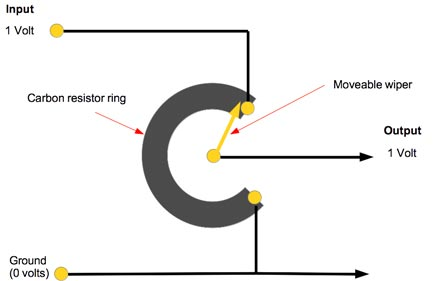 Input
1 Volt
Carbon resistor ring
Moveable wiper
Output
1 Volt
Ground
(0 volts)